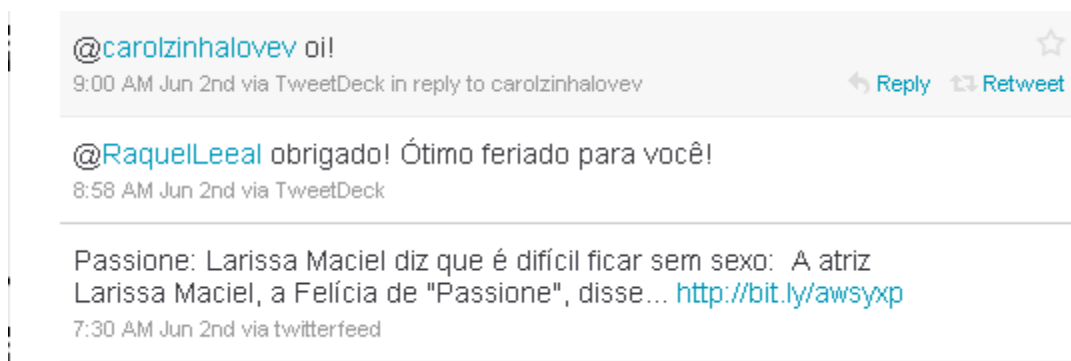 @carolzinhalovev oi!
9:00 AM Jun 2nd via TweetDeck in reply to carolzinhalovev
Reply Retweet
@RaquelLeeal obrigado! Ótimo feriado para você!
8:58 AM Jun 2nd via TweetDeck
Passione: Larissa Maciel diz que é difícil ficar sem sexo:  A atriz
Larissa Maciel, a Felícia de "Passione", disse... http://bit.ly/awsyxp
7:30 AM Jun 2nd via twitterfeed